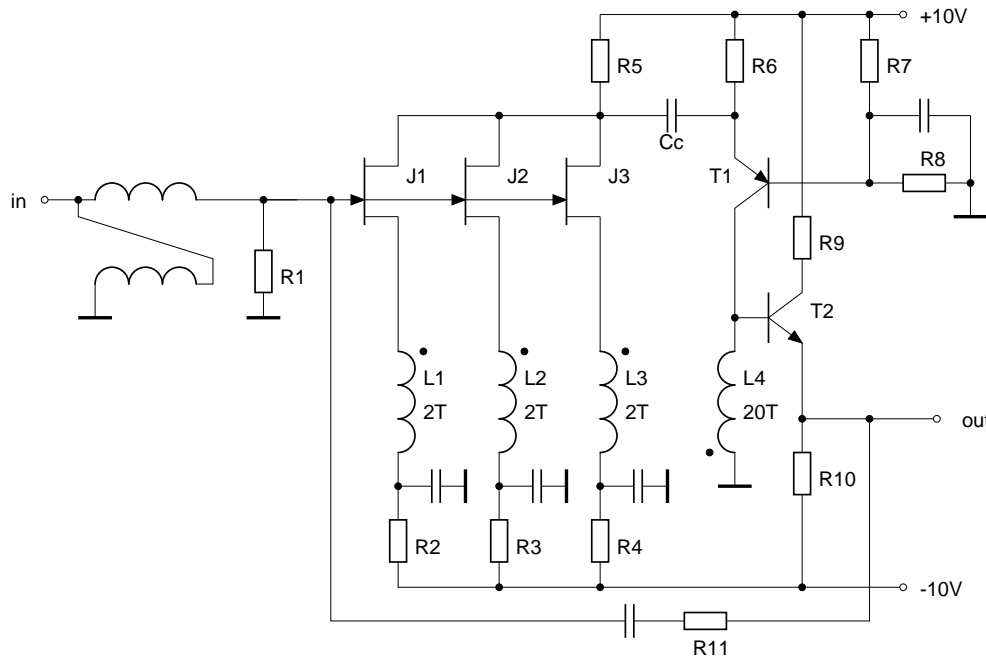 +10V
R5
R6
R7
Cc
R8
J1
J2
J3
T1
in
R9
R1
T2
L1
2T
L2
2T
L3
2T
L4
20T
out
R10
R2
R3
R4
-10V
R11